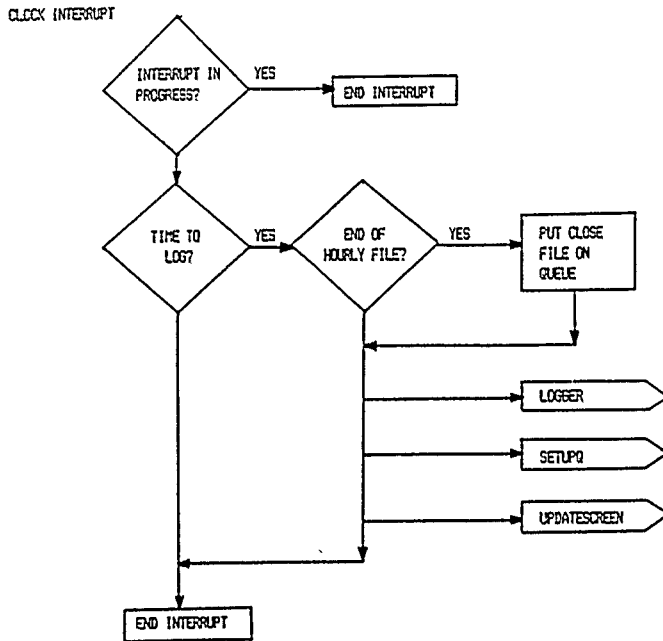 CLOCK INTERRUPT
INTERRUPT IN
PROGRESS?
YES
END INTERRUPT
TIME TO
LOG?
YES
END OF
HOURLY FILE?
YES
PUT CLOSE
FILE ON
QUEUE
LOGGER
SETUPQ
UPDATESCREEN
END INTERRUPT